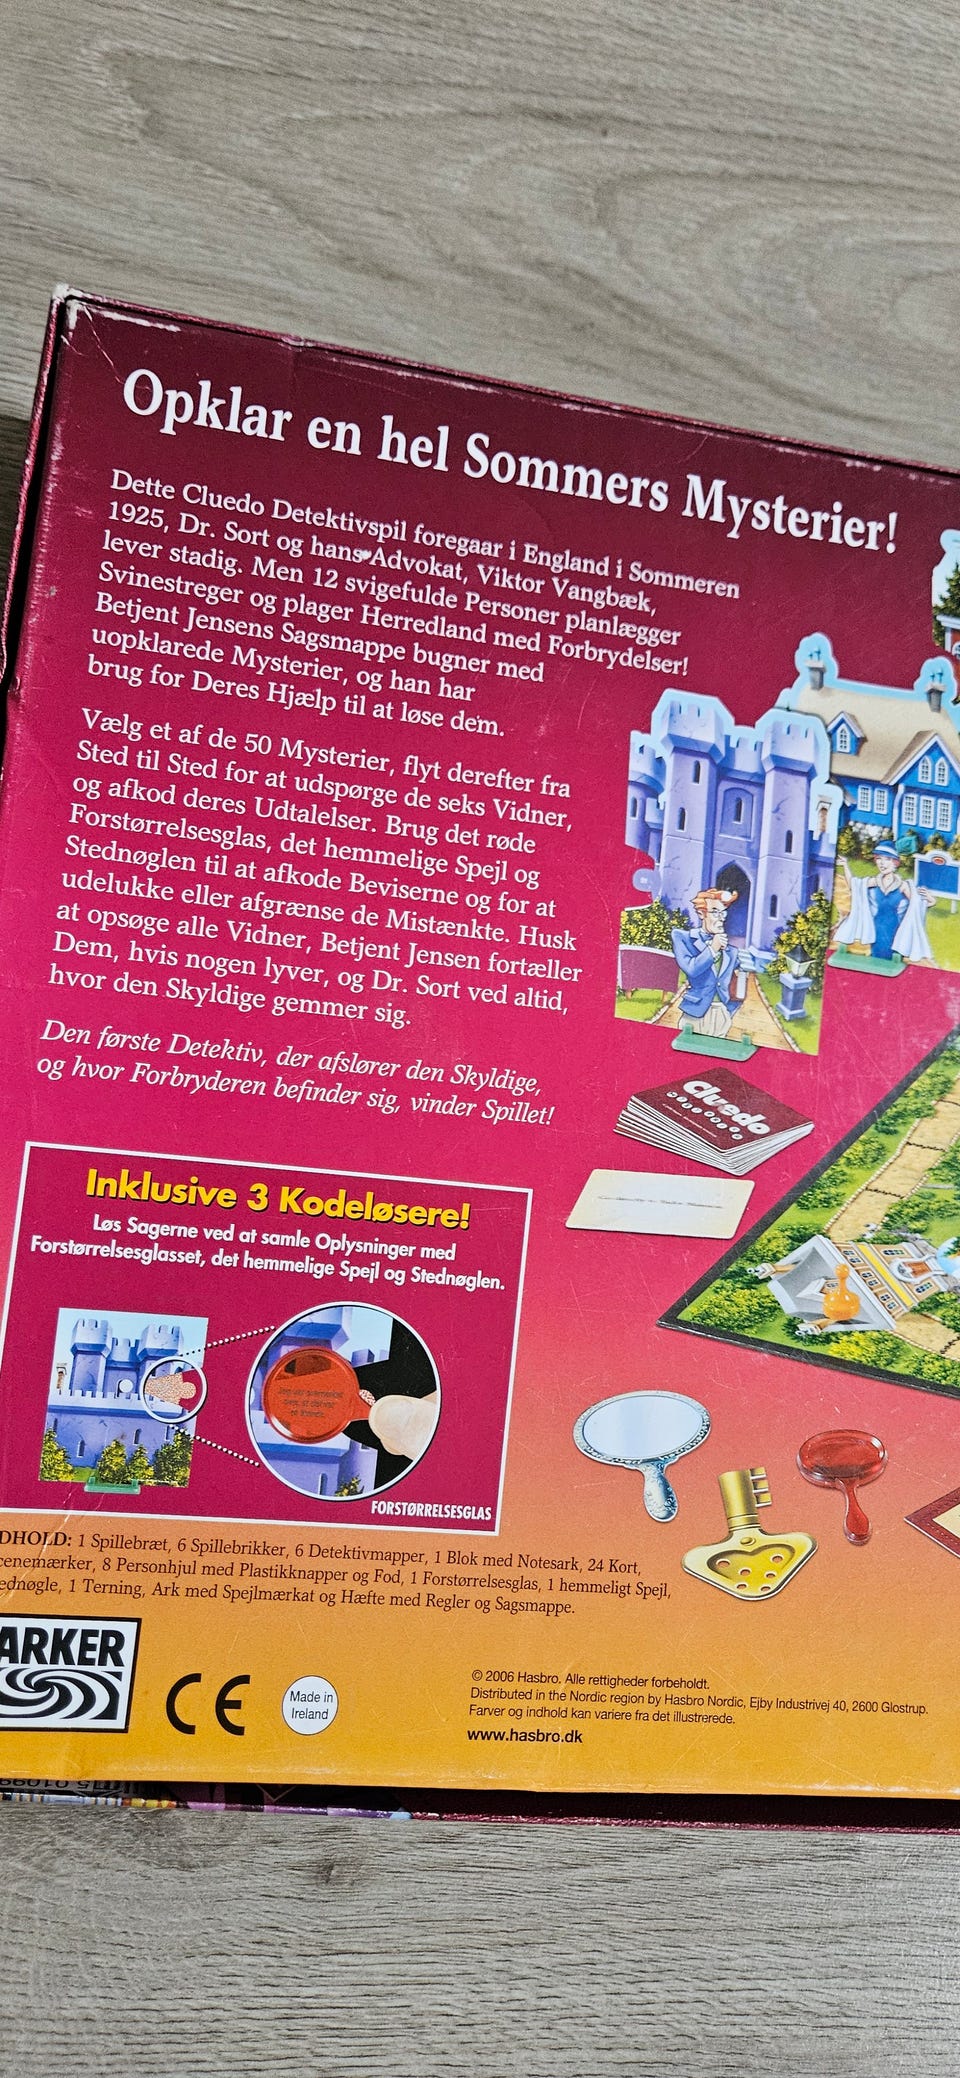 Opklar en hel Sommers Mysterier!
Dette Cluedo Detektivspil foregaar i England i Sommeren
1925, Dr. Sort og hans Advokat, Viktor Vangbæk,
lever stadig. Men 12 svigefulde Personer planlægger
Svinestreger og plager Herredland med Forbrydelser!
Betjent Jensens Sagsmappe bugner med
uopklarede Mysterier, og han har
brug for Deres Hjælp til at løse dem.
Vælg et af de 50 Mysterier, flyt derefter fra
Sted til Sted for at udspørge de seks Vidner,
og afkod deres Udtalelser. Brug det røde
Forstørrelsesglas, det hemmelige Spejl og
Stednøglen til at afkode Beviserne og for at
udelukke eller afgrænse de Mistænkte. Husk
at opsøge alle Vidner, Betjent Jensen fortæller
Dem, hvis nogen lyver, og Dr. Sort ved altid,
hvor den Skyldige gemmer sig.
Den første Detektiv, der afslører den Skyldige,
og hvor Forbryderen befinder sig, vinder Spillet!
Cluedo
Inklusive 3 Kodeløsere!
Løs Sagerne ved at samle Oplysninger med
Forstørrelsesglasset, det hemmelige Spejl og Stednøglen.
FORSTØRRELSESGLAS
DHOLD: 1 Spillebræt, 6 Spillebrikker, 6 Detektivmapper, 1 Blok med Notesark, 24 Kort,
cenemærker, 8 Personhjul med Plastikknapper og Fod, 1 Forstørrelsesglas, 1 hemmeligt Spejl,
ednøgle, 1 Terning, Ark med Spejlmærkat og Hæfte med Regler og Sagsmappe.
ARKER
CE
Made in
Ireland
© 2006 Hasbro. Alle rettigheder forbeholdt.
Distributed in the Nordic region by Hasbro Nordic, Ejby Industrivej 40, 2600 Glostrup.
Farver og indhold kan variere fra det illustrerede.
www.hasbro.dk